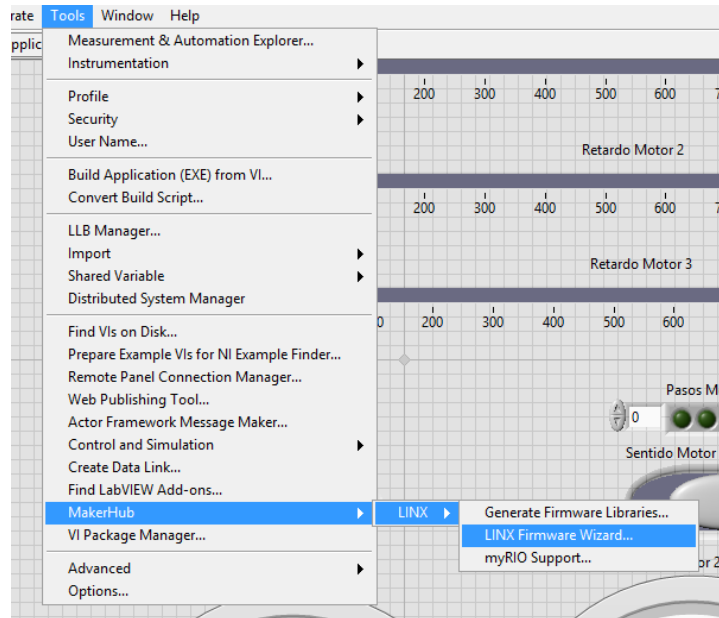 rate Tools Window Help
pplic
Measurement & Automation Explorer...
Instrumentation
Profile
Security
User Name...
Build Application (EXE) from VI...
Convert Build Script...
LLB Manager...
Import
Shared Variable
Distributed System Manager
Find VIs on Disk...
Prepare Example VIs for NI Example Finder...
Remote Panel Connection Manager...
Web Publishing Tool...
Actor Framework Message Maker...
Control and Simulation
Create Data Link...
Find LabVIEW Add-ons...
MakerHub
VI Package Manager...
Advanced
Options...
LINX
Generate Firmware Libraries...
LINX Firmware Wizard...
myRIO Support...
200 300 400 500 600 7
Retardo Motor 2
200 300 400 500 600 7
Retardo Motor 3
0 200 300 400 500 600
Pasos M
0
Sentido Motor
or 2